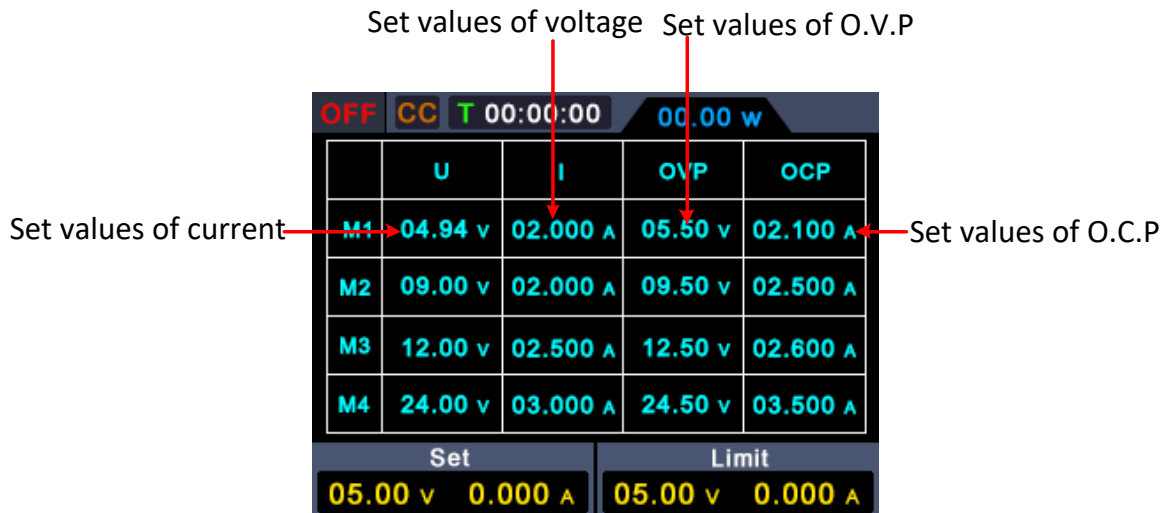 Set values of voltage Set values of O.V.P
OFF CC T 00:00:00 00.00 W
U I OVP OCP
Set values of current M1 04.94 V 02.000 A 05.50 V 02.100 A Set values of O.C.P
M2 09.00 V 02.000 A 09.50 V 02.500 A
M3 12.00 V 02.500 A 12.50 V 02.600 A
M4 24.00 V 03.000 A 24.50 V 03.500 A
Set Limit
05.00 V 0.000 A 05.00 V 0.000 A